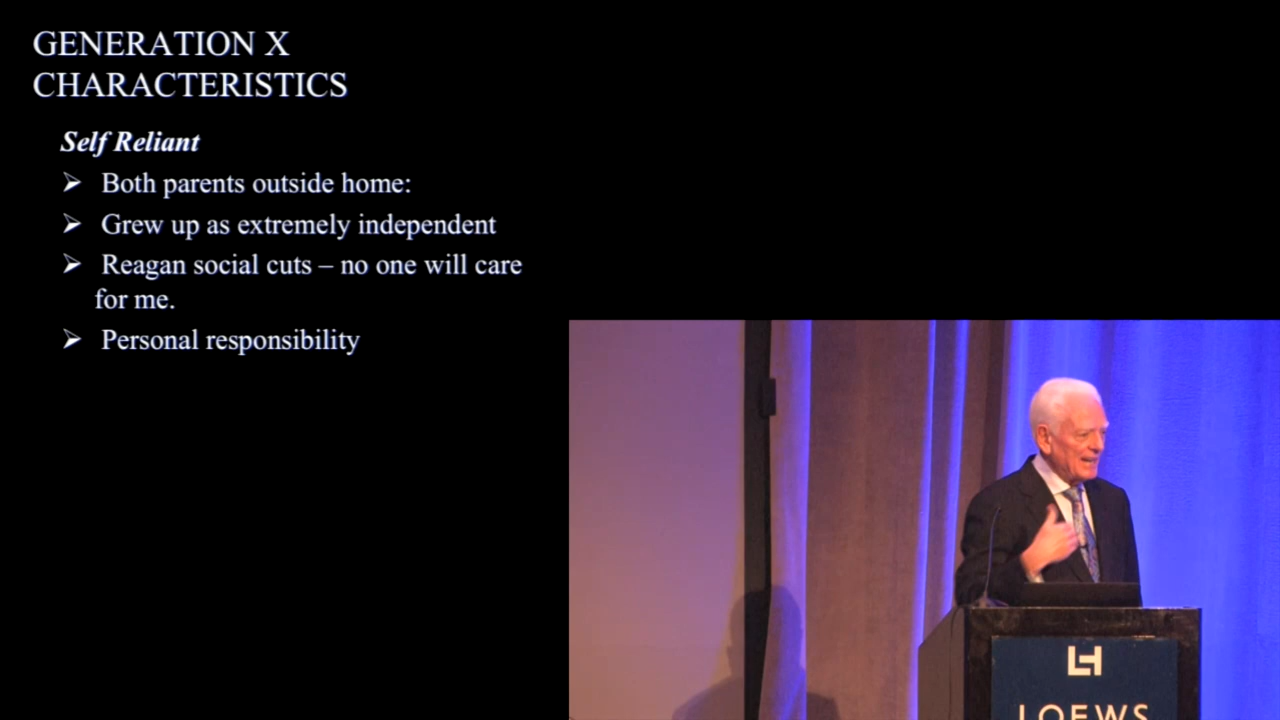 GENERATION X
CHARACTERISTICS
Self Reliant
➢ Both parents outside home:
➢ Grew up as extremely independent
➢ Reagan social cuts – no one will care
for me.
➢ Personal responsibility
LH
LOEWS